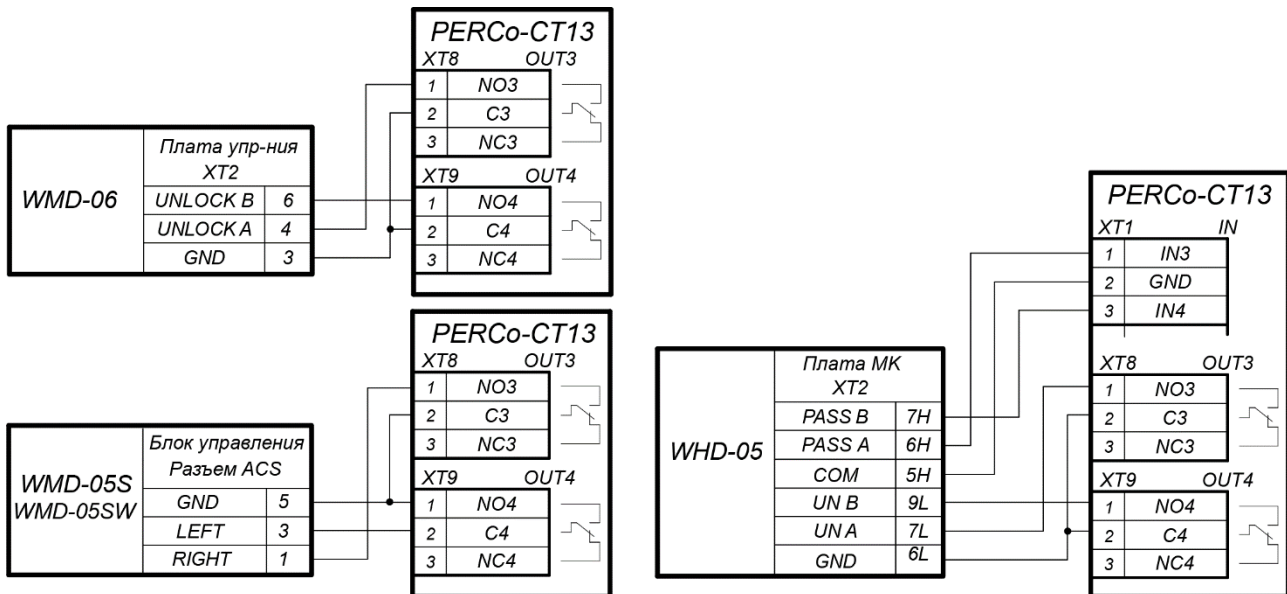 PERCo-CT13
XT8 OUT3
1 NO3
2 C3
3 NC3
XT9 OUT4
1 NO4
2 C4
3 NC4
WMD-06
Плата упр-ния
XT2
UNLOCK B 6
UNLOCK A 4
GND 3
PERCo-CT13
XT8 OUT3
1 NO3
2 C3
3 NC3
XT9 OUT4
1 NO4
2 C4
3 NC4
WMD-05S
WMD-05SW
Блок управления
Разъем ACS
GND 5
LEFT 3
RIGHT 1
PERCo-CT13
XT1 IN
1 IN3
2 GND
3 IN4
XT8 OUT3
1 NO3
2 C3
3 NC3
XT9 OUT4
1 NO4
2 C4
3 NC4
WHD-05
Плата МК
XT2
PASS B 7H
PASS A 6H
COM 5H
UN B 9L
UN A 7L
GND 6L